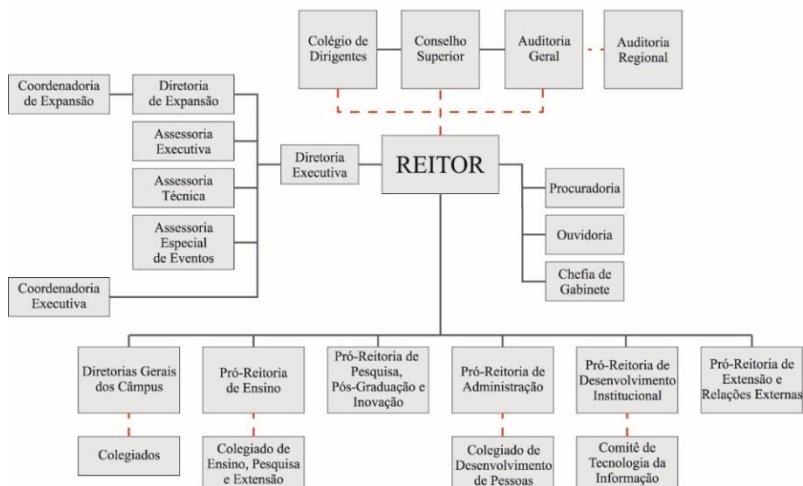 Colégio de
Dirigentes
Conselho
Superior
Auditoria
Geral
Auditoria
Regional
Coordenadoria
de Expansão
Diretoria
de Expansão
Assessoria
Executiva
Assessoria
Técnica
Assessoria
Especial
de Eventos
Coordenadoria
Executiva
Diretoria
Executiva
REITOR
Procuradoria
Ouvidoria
Chefia de
Gabinete
Diretorias Gerais
dos Câmpus
Pró-Reitoria
de Ensino
Pró-Reitoria de
Pesquisa,
Pós-Graduação e
Inovação
Pró-Reitoria de
Administração
Pró-Reitoria de
Desenvolvimento
Institucional
Pró-Reitoria de
Extensão e
Relações Externas
Colegiados
Colegiado de
Ensino, Pesquisa
e Extensão
Colegiado de
Desenvolvimento
de Pessoas
Comitê de
Tecnologia da
Informação